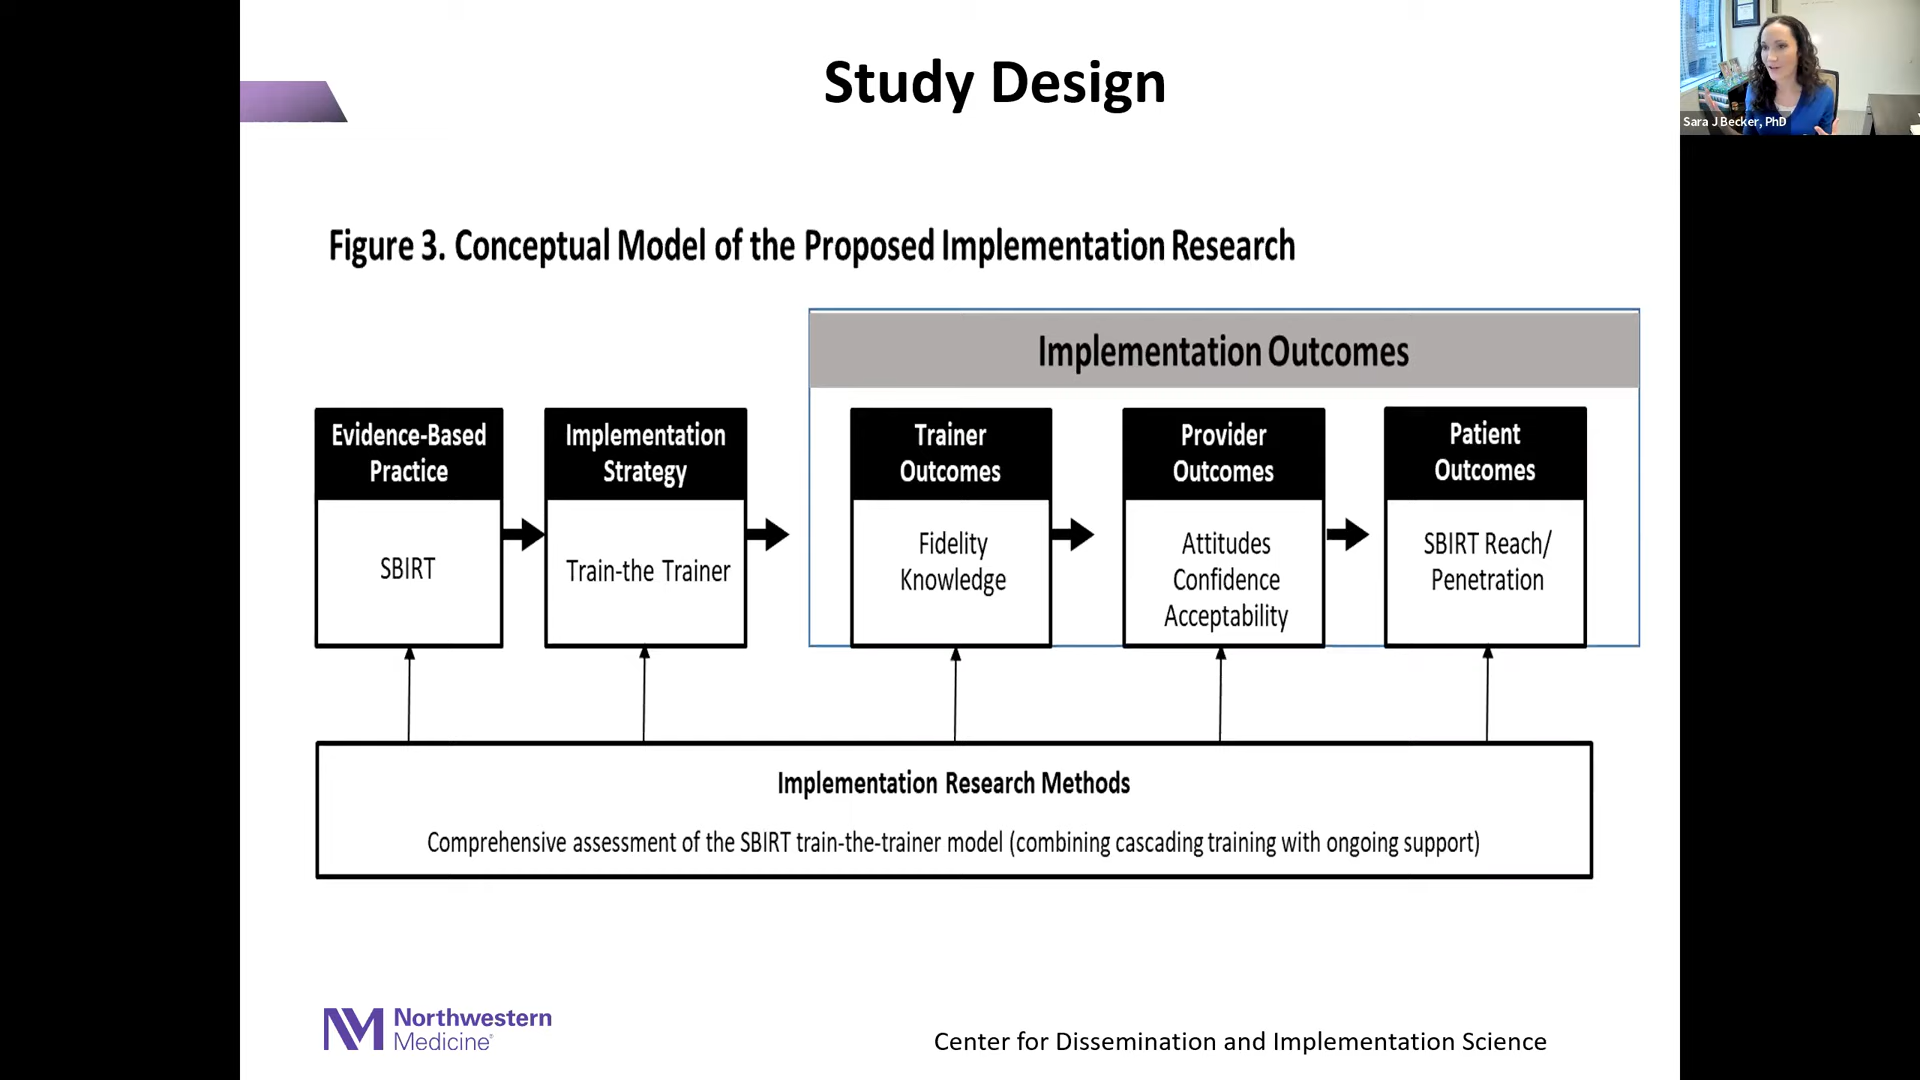 Study Design
Sara J Becker, PhD
Figure 3. Conceptual Model of the Proposed Implementation Research
Implementation Outcomes
Evidence-Based
Practice
SBIRT
Implementation
Strategy
Train-the Trainer
Trainer
Outcomes
Fidelity
Knowledge
Provider
Outcomes
Attitudes
Confidence
Acceptability
Patient
Outcomes
SBIRT Reach/
Penetration
Implementation Research Methods
Comprehensive assessment of the SBIRT train-the-trainer model (combining cascading training with ongoing support)
NM
Northwestern
Medicine®
Center for Dissemination and Implementation Science